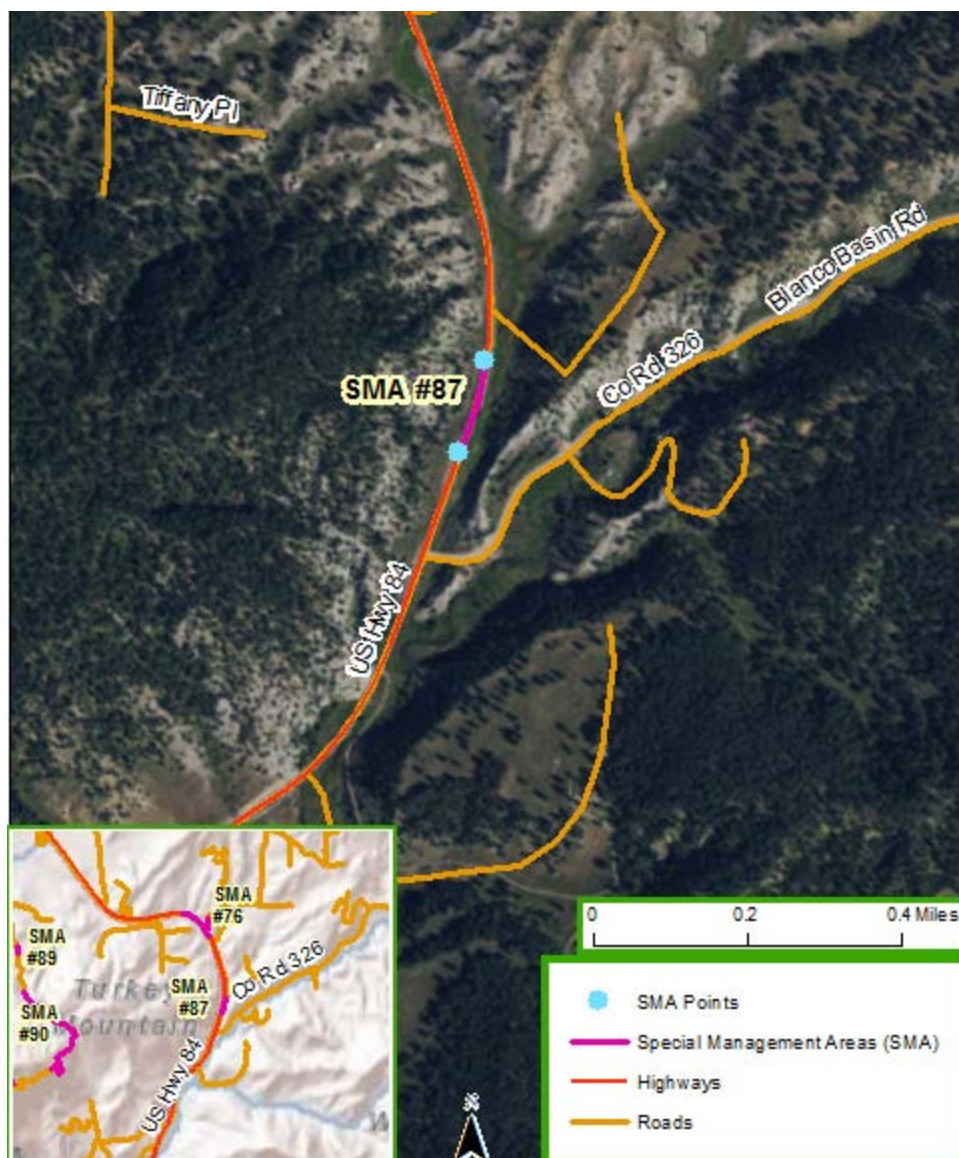 Tiffany Pl
Blanco Basin Rd
Co Rd 326
SMA #87
US Hwy 84
SMA
#76
SMA
#89
Co Rd 326
Turkey
SMA
#87
SMA
#90
Mountain
US Hwy 84
W
0 0.2 0.4 Miles
SMA Points
Special Management Areas (SMA)
Highways
Roads
N